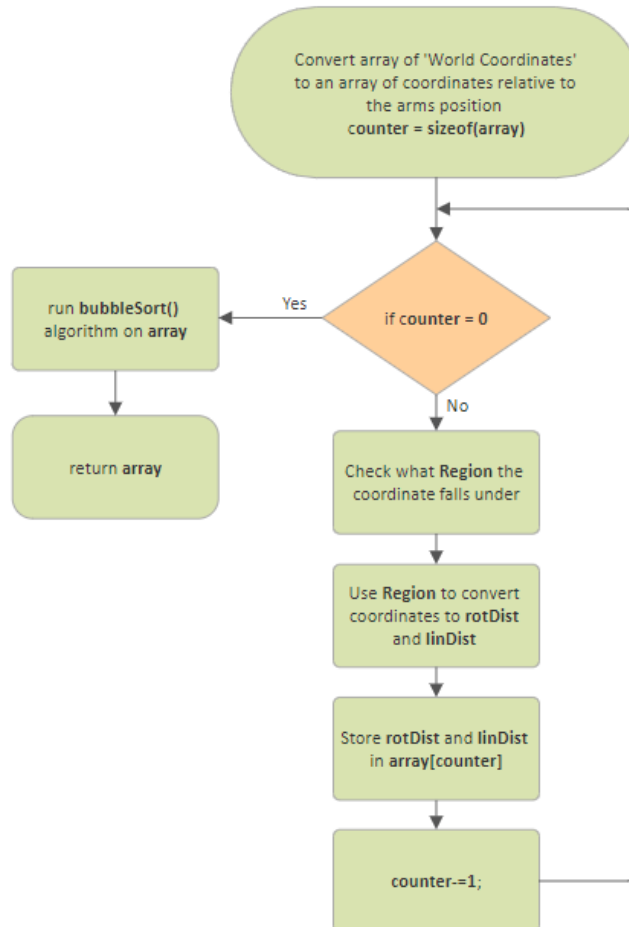 Convert array of 'World Coordinates'
to an array of coordinates relative to
the arms position
counter = sizeof(array)
if counter = 0
Yes
run bubbleSort()
algorithm on array
return array
No
Check what Region the
coordinate falls under
Use Region to convert
coordinates to rotDist
and linDist
Store rotDist and linDist
in array[counter]
counter-=1;